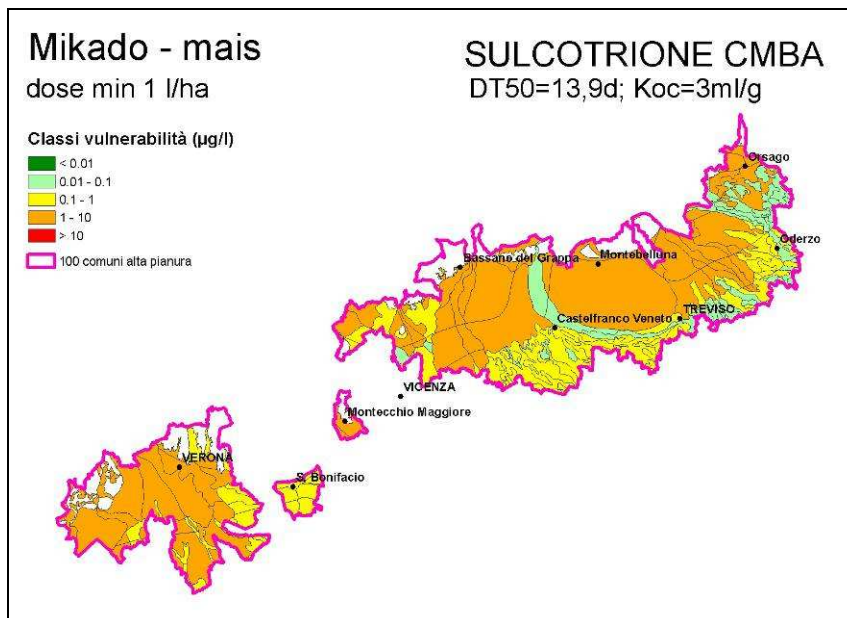 Mikado - mais
dose min 1 l/ha
SULCOTRIONE CMBA
DT50=13,9d; Koc=3ml/g
Classi vulnerabilità (µg/l)
< 0.01
0.01 - 0.1
0.1 - 1
1 - 10
> 10
100 comuni alta pianura
Orsago
Oderzo
Bassano del Grappa
Montebelluna
Castelfranco Veneto
TREVISO
VICENZA
Montecchio Maggiore
VERONA
S. Bonifacio